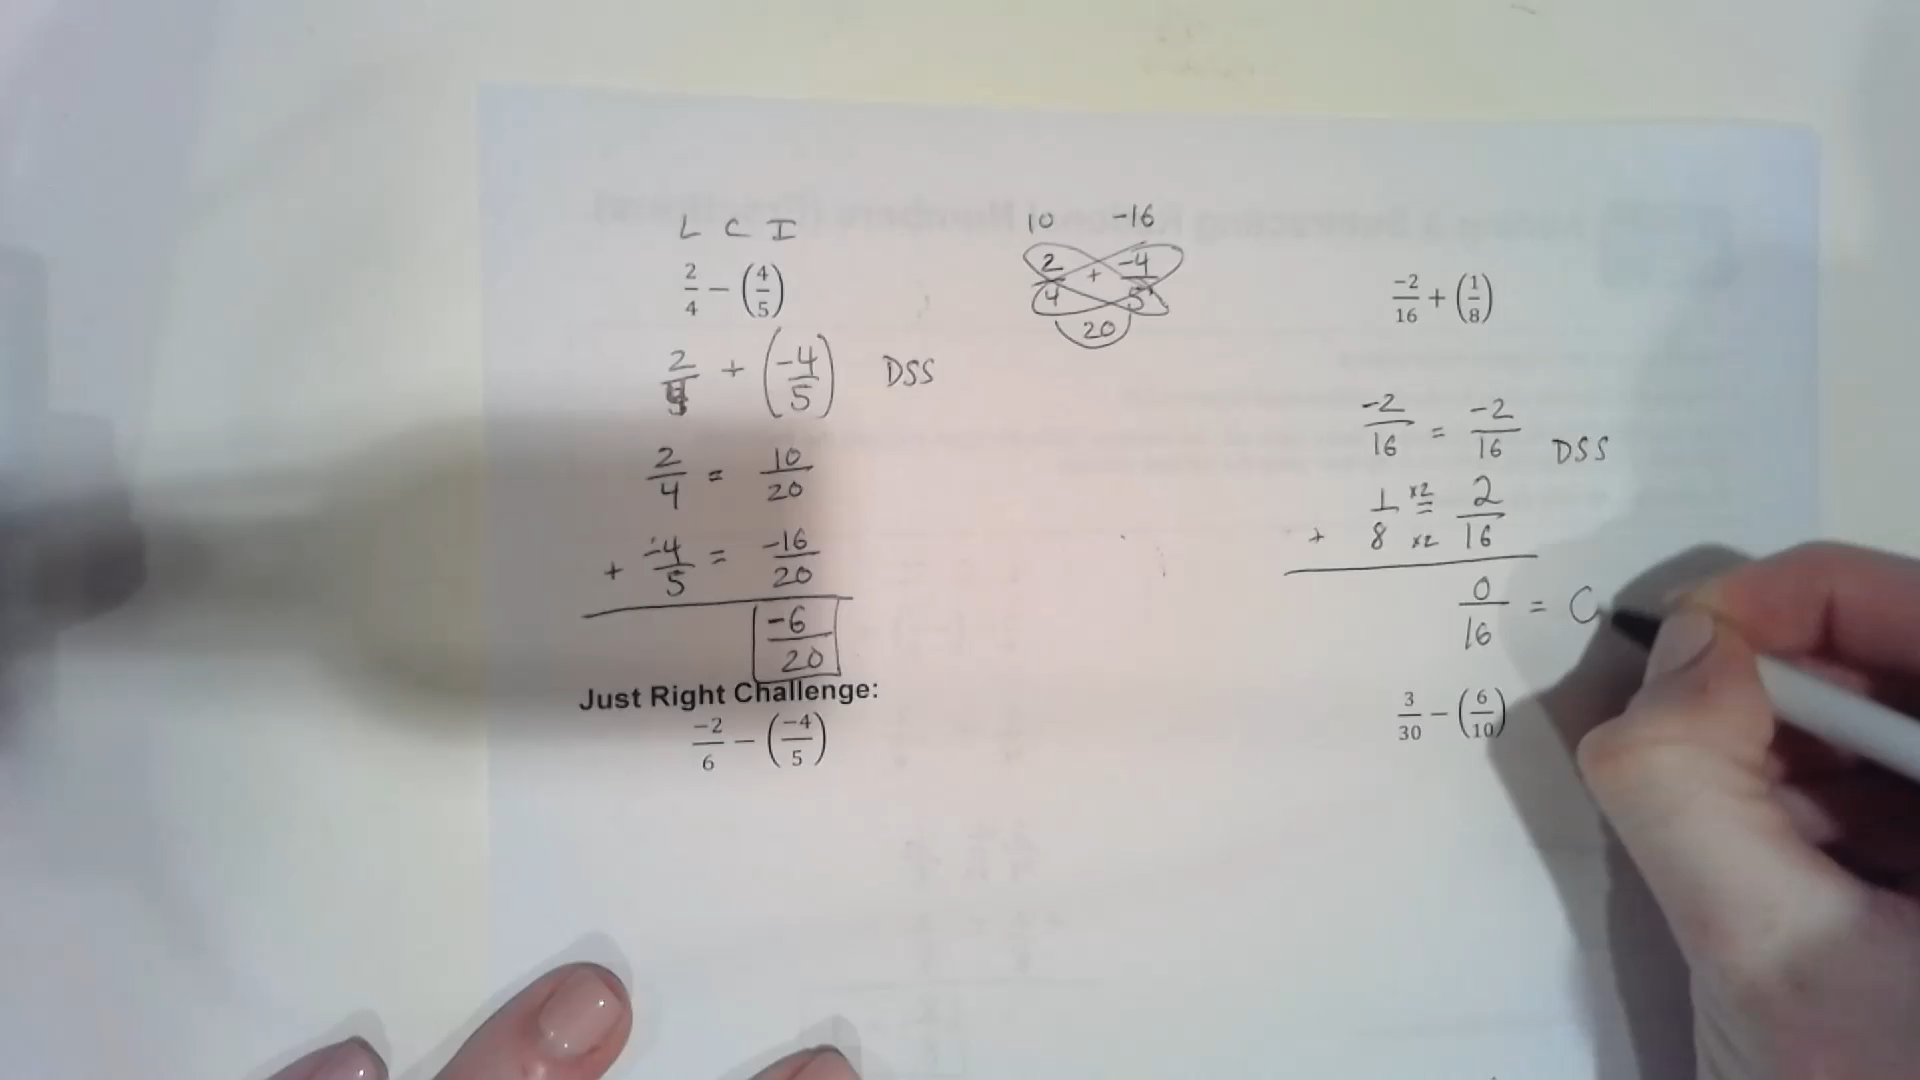 L C I
2/4 − (4/5)
2/4 + (-4/5) DSS
2/4 = 10/20
+ -4/5 = -16/20
-6/20
10 -16
2/4 + -4/5
20
-2/16 + (1/8)
-2/16 = -2/16 DSS
+ 1/8 ×2/×2 = 2/16
0/16 =
Just Right Challenge:
-2/6 − (-4/5)
3/30 − (6/10)